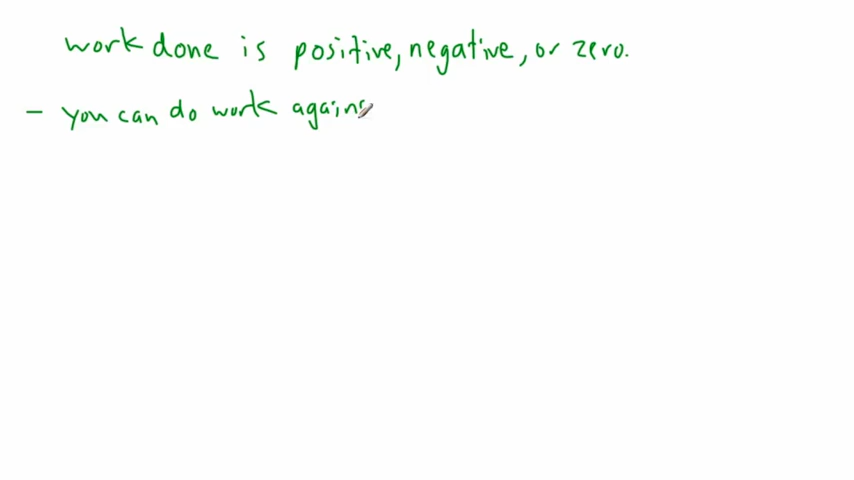 work done is positive, negative, or zero.
- you can do work agains